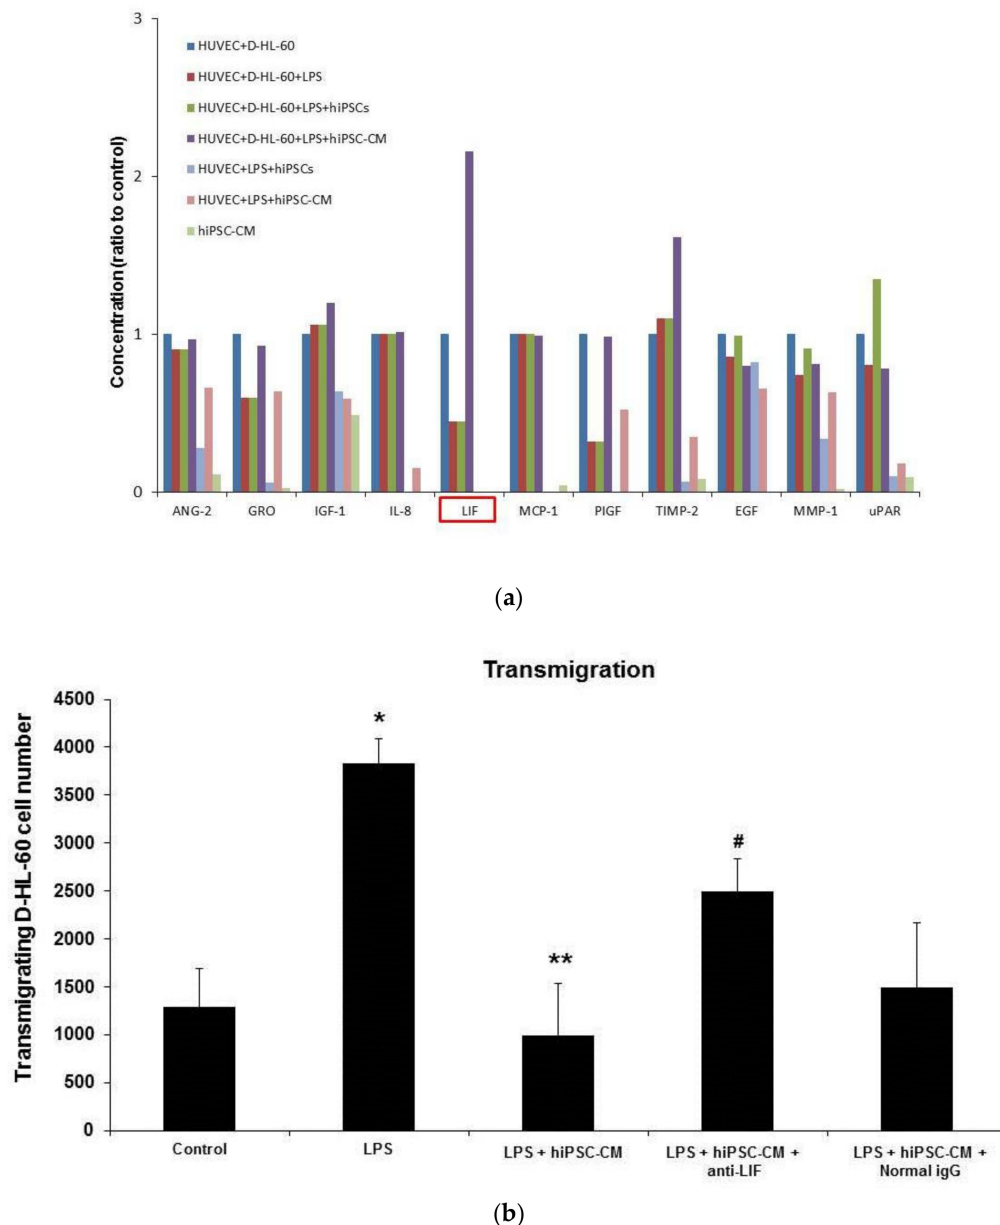 3
HUVEC+D-HL-60
HUVEC+D-HL-60+LPS
HUVEC+D-HL-60+LPS+hiPSCs
HUVEC+D-HL-60+LPS+hiPSC-CM
HUVEC+LPS+hiPSCs
HUVEC+LPS+hiPSC-CM
hiPSC-CM
2
1
0
Concentration (ratio to control)
ANG-2 GRO IGF-1 IL-8 LIF MCP-1 PIGF TIMP-2 EGF MMP-1 uPAR
(a)
Transmigration
Transmigrating D-HL-60 cell number
4500
4000
3500
3000
2500
2000
1500
1000
500
0
*
**
#
Control LPS LPS + hiPSC-CM LPS + hiPSC-CM + LPS + hiPSC-CM +
anti-LIF Normal igG
(b)